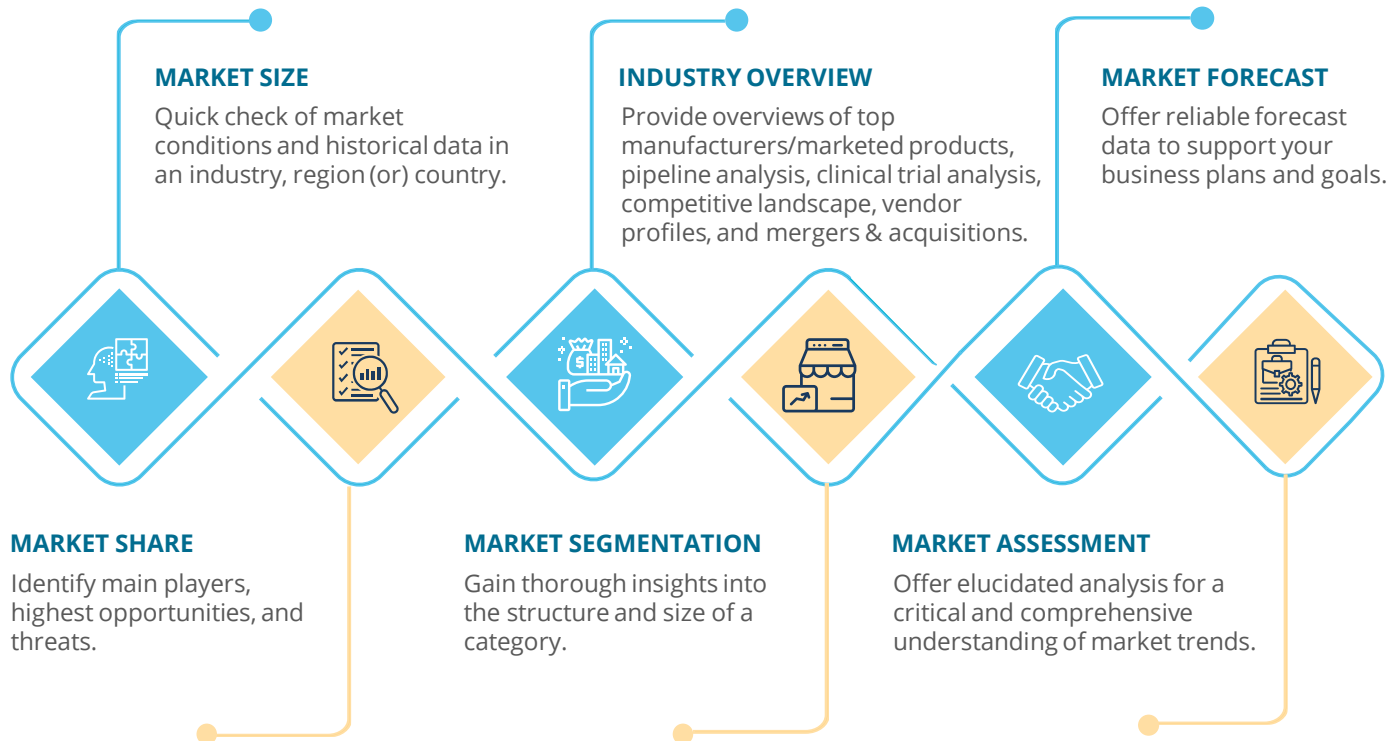 MARKET SIZE
Quick check of market
conditions and historical data in
an industry, region (or) country.
INDUSTRY OVERVIEW
Provide overviews of top
manufacturers/marketed products,
pipeline analysis, clinical trial analysis,
competitive landscape, vendor
profiles, and mergers & acquisitions.
MARKET FORECAST
Offer reliable forecast
data to support your
business plans and goals.
$
MARKET SHARE
Identify main players,
highest opportunities, and
threats.
MARKET SEGMENTATION
Gain thorough insights into
the structure and size of a
category.
MARKET ASSESSMENT
Offer elucidated analysis for a
critical and comprehensive
understanding of market trends.